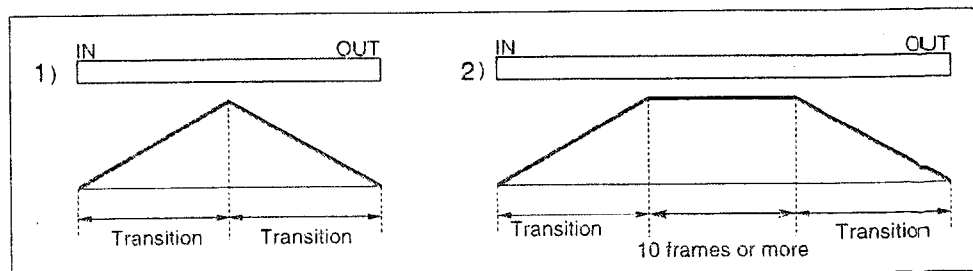 IN OUT
1)
Transition Transition
IN OUT
2)
Transition Transition
10 frames or more